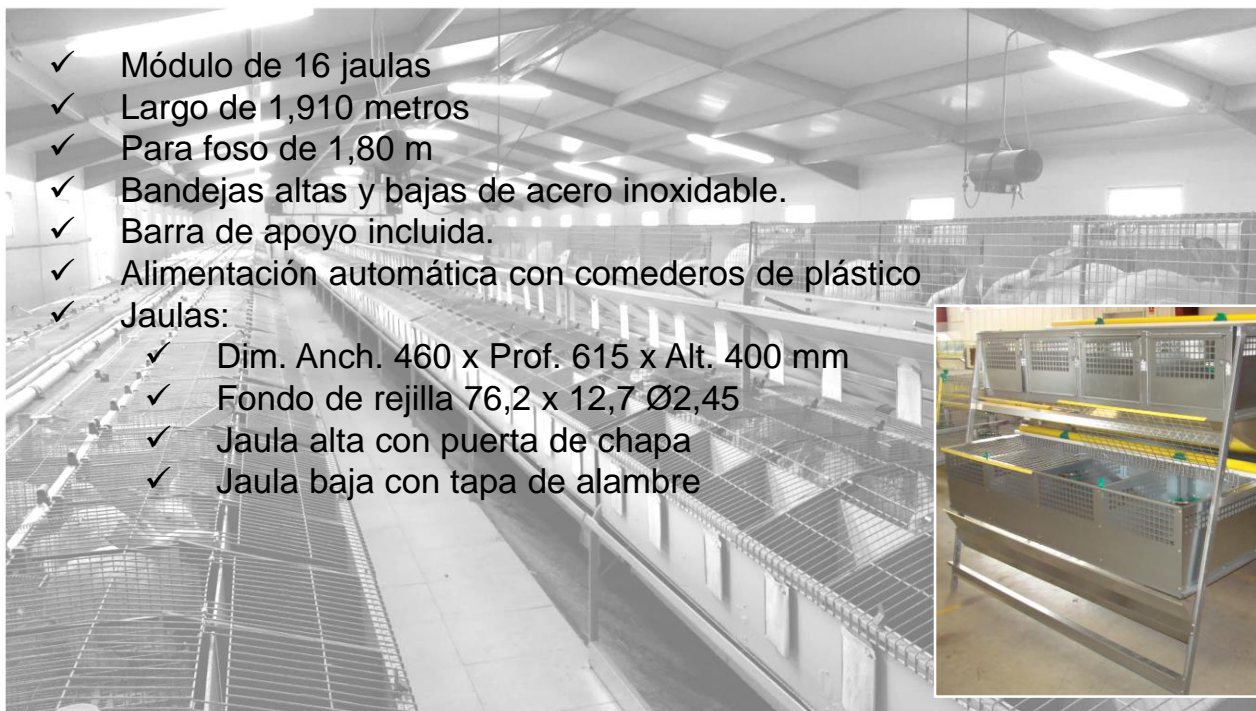 ✓ Módulo de 16 jaulas
✓ Largo de 1,910 metros
✓ Para foso de 1,80 m
✓ Bandejas altas y bajas de acero inoxidable.
✓ Barra de apoyo incluida.
✓ Alimentación automática con comederos de plástico
✓ Jaulas:
✓ Dim. Anch. 460 x Prof. 615 x Alt. 400 mm
✓ Fondo de rejilla 76,2 x 12,7 Ø2,45
✓ Jaula alta con puerta de chapa
✓ Jaula baja con tapa de alambre